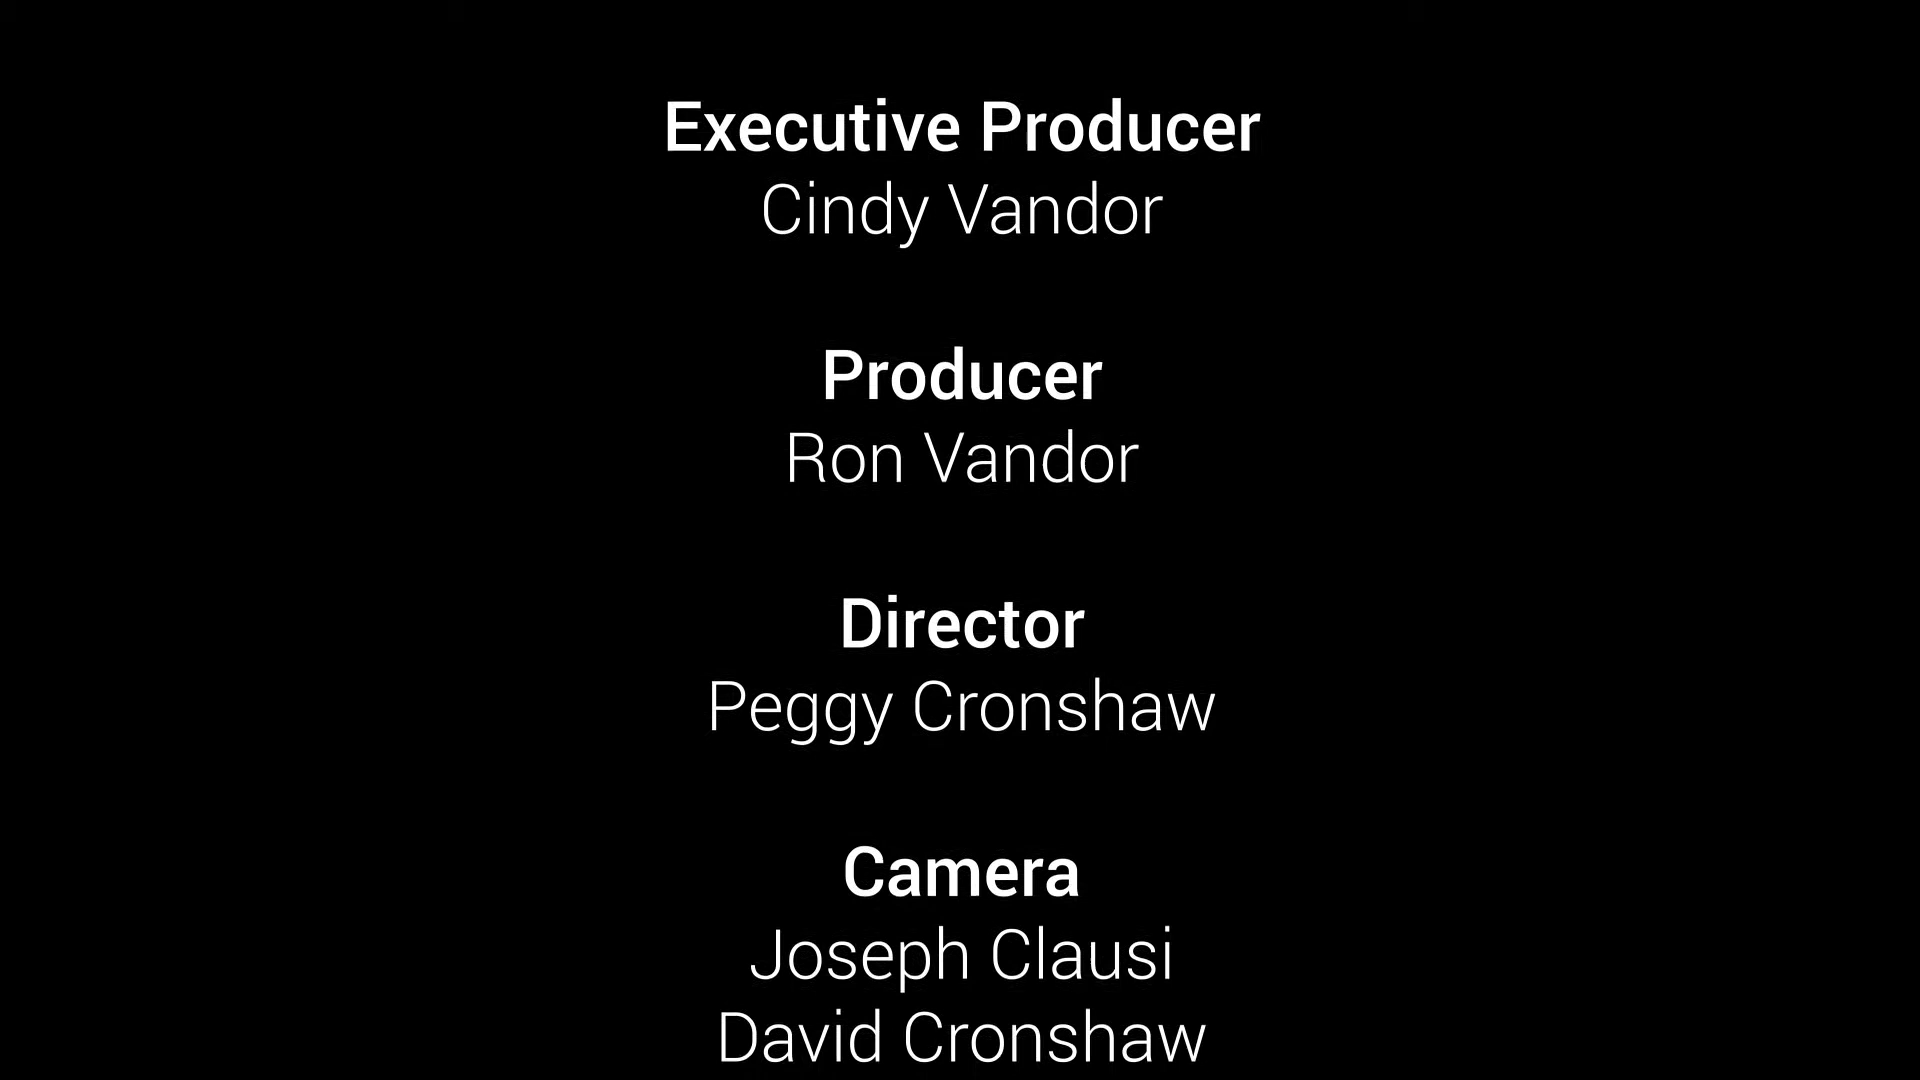 Executive Producer
Cindy Vandor
Producer
Ron Vandor
Director
Peggy Cronshaw
Camera
Joseph Clausi
David Cronshaw